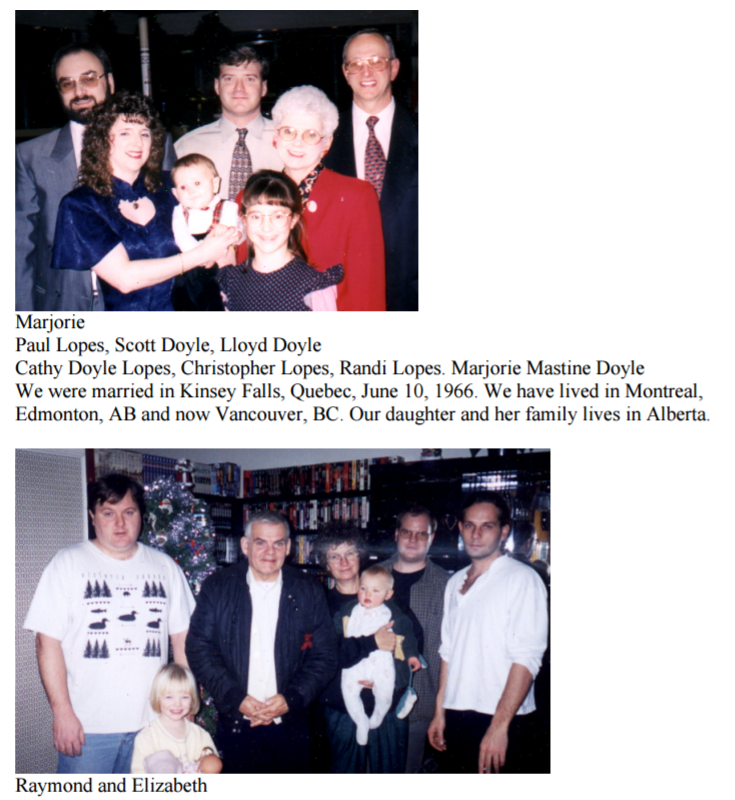 Marjorie
Paul Lopes, Scott Doyle, Lloyd Doyle
Cathy Doyle Lopes, Christopher Lopes, Randi Lopes. Marjorie Mastine Doyle
We were married in Kinsey Falls, Quebec, June 10, 1966. We have lived in Montreal,
Edmonton, AB and now Vancouver, BC. Our daughter and her family lives in Alberta.
Raymond and Elizabeth